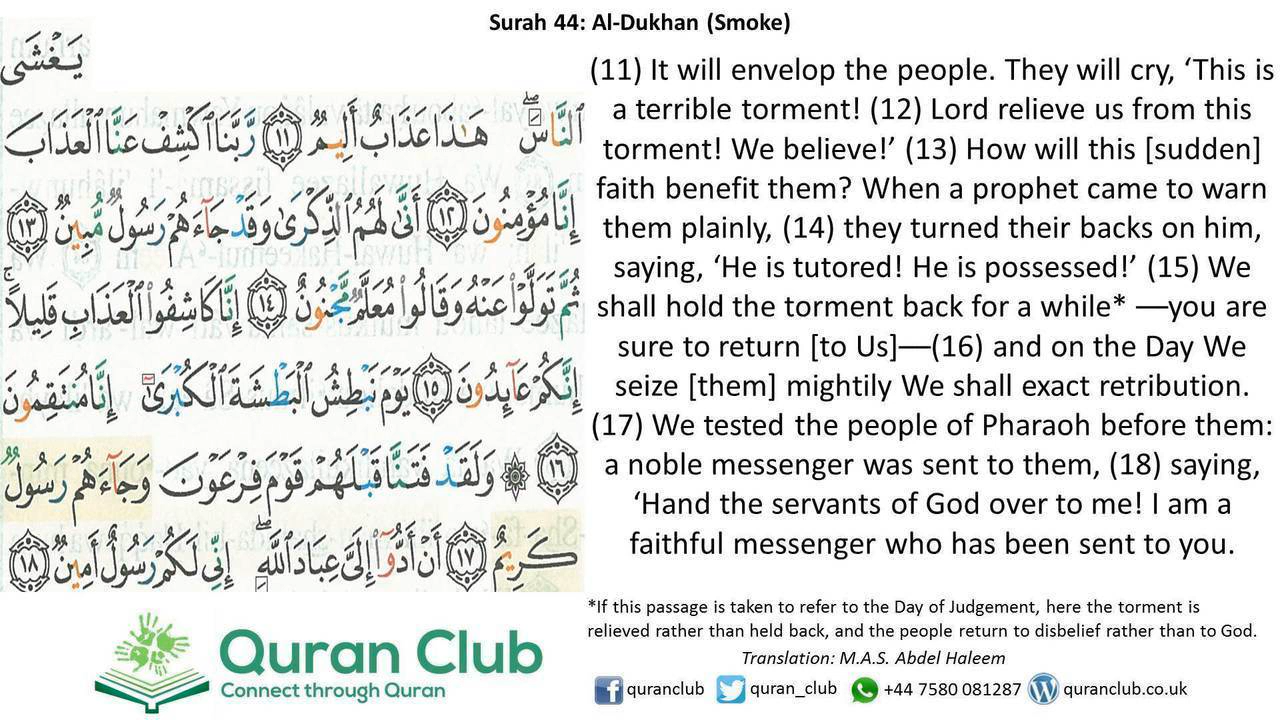 Surah 44: Al-Dukhan (Smoke)
يَغْشَى
ٱلنَّاسَ ۖ هَـٰذَا عَذَابٌ أَلِيمٌ ١١ رَّبَّنَا ٱكْشِفْ عَنَّا ٱلْعَذَابَ
إِنَّا مُؤْمِنُونَ ١٢ أَنَّىٰ لَهُمُ ٱلذِّكْرَىٰ وَقَدْ جَآءَهُمْ رَسُولٌ مُّبِينٌ ١٣
ثُمَّ تَوَلَّوْا۟ عَنْهُ وَقَالُوا۟ مُعَلَّمٌ مَّجْنُونٌ ١٤ إِنَّا كَاشِفُوا۟ ٱلْعَذَابِ قَلِيلًا ۚ
إِنَّكُمْ عَآئِدُونَ ١٥ يَوْمَ نَبْطِشُ ٱلْبَطْشَةَ ٱلْكُبْرَىٰٓ إِنَّا مُنتَقِمُونَ
١٦ ۞ وَلَقَدْ فَتَنَّا قَبْلَهُمْ قَوْمَ فِرْعَوْنَ وَجَآءَهُمْ رَسُولٌ
كَرِيمٌ ١٧ أَنْ أَدُّوٓا۟ إِلَىَّ عِبَادَ ٱللَّهِ ۖ إِنِّى لَكُمْ رَسُولٌ أَمِينٌ ١٨
(11) It will envelop the people. They will cry, ‘This is
a terrible torment! (12) Lord relieve us from this
torment! We believe!’ (13) How will this [sudden]
faith benefit them? When a prophet came to warn
them plainly, (14) they turned their backs on him,
saying, ‘He is tutored! He is possessed!’ (15) We
shall hold the torment back for a while* —you are
sure to return [to Us]—(16) and on the Day We
seize [them] mightily We shall exact retribution.
(17) We tested the people of Pharaoh before them:
a noble messenger was sent to them, (18) saying,
‘Hand the servants of God over to me! I am a
faithful messenger who has been sent to you.
*If this passage is taken to refer to the Day of Judgement, here the torment is
relieved rather than held back, and the people return to disbelief rather than to God.
Translation: M.A.S. Abdel Haleem
Quran Club
Connect through Quran
quranclub quran_club +44 7580 081287 quranclub.co.uk